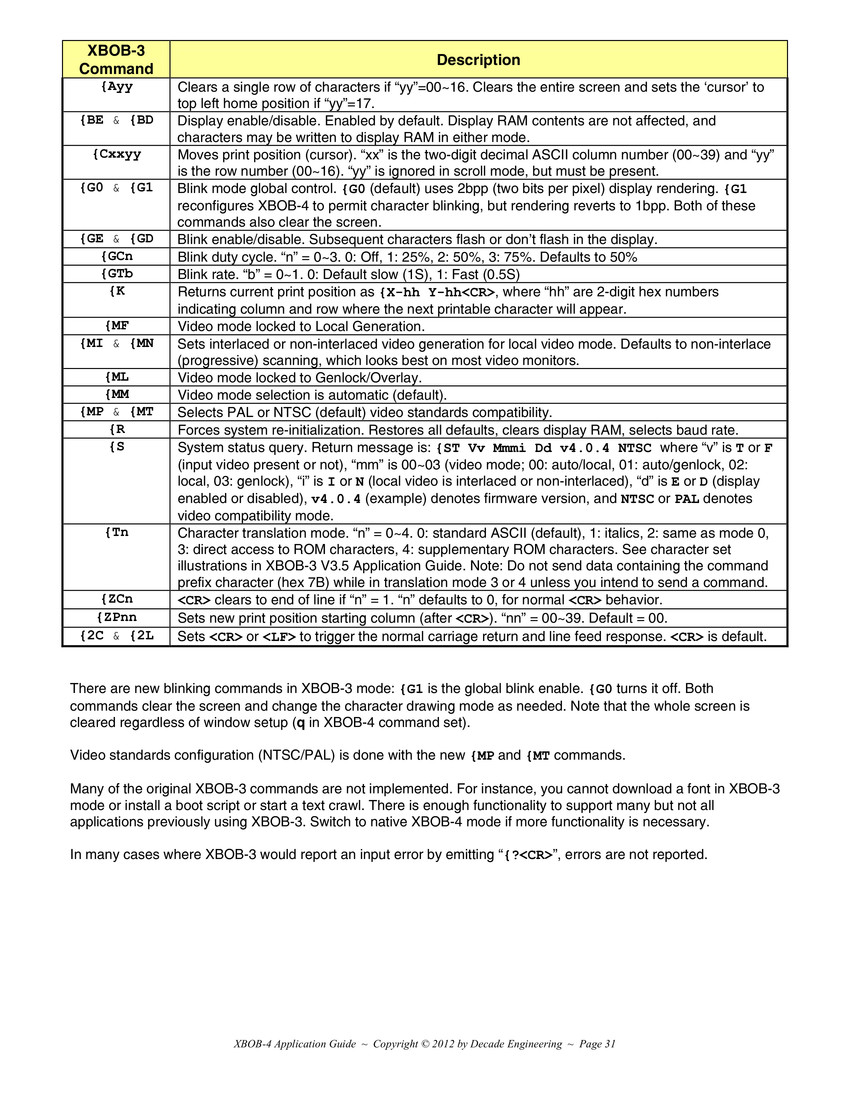 XBOB-3
Command
Description
{Ayy
Clears a single row of characters if “yy”=00~16. Clears the entire screen and sets the ‘cursor’ to
top left home position if “yy”=17.
{BE & {BD
Display enable/disable. Enabled by default. Display RAM contents are not affected, and
characters may be written to display RAM in either mode.
{Cxxyy
Moves print position (cursor). “xx” is the two-digit decimal ASCII column number (00~39) and “yy”
is the row number (00~16). “yy” is ignored in scroll mode, but must be present.
{G0 & {G1
Blink mode global control. {G0 (default) uses 2bpp (two bits per pixel) display rendering. {G1
reconfigures XBOB-4 to permit character blinking, but rendering reverts to 1bpp. Both of these
commands also clear the screen.
{GE & {GD
Blink enable/disable. Subsequent characters flash or don’t flash in the display.
{GCn
Blink duty cycle. “n” = 0~3. 0: Off, 1: 25%, 2: 50%, 3: 75%. Defaults to 50%
{GTb
Blink rate. “b” = 0~1. 0: Default slow (1S), 1: Fast (0.5S)
{K
Returns current print position as {X-hh Y-hh<CR>, where “hh” are 2-digit hex numbers
indicating column and row where the next printable character will appear.
{MF
Video mode locked to Local Generation.
{MI & {MN
Sets interlaced or non-interlaced video generation for local video mode. Defaults to non-interlace
(progressive) scanning, which looks best on most video monitors.
{ML
Video mode locked to Genlock/Overlay.
{MM
Video mode selection is automatic (default).
{MP & {MT
Selects PAL or NTSC (default) video standards compatibility.
{R
Forces system re-initialization. Restores all defaults, clears display RAM, selects baud rate.
{S
System status query. Return message is: {ST Vv Mmmi Dd v4.0.4 NTSC where “v” is T or F
(input video present or not), “mm” is 00~03 (video mode; 00: auto/local, 01: auto/genlock, 02:
local, 03: genlock), “i” is I or N (local video is interlaced or non-interlaced), “d” is E or D (display
enabled or disabled), v4.0.4 (example) denotes firmware version, and NTSC or PAL denotes
video compatibility mode.
{Tn
Character translation mode. “n” = 0~4. 0: standard ASCII (default), 1: italics, 2: same as mode 0,
3: direct access to ROM characters, 4: supplementary ROM characters. See character set
illustrations in XBOB-3 V3.5 Application Guide. Note: Do not send data containing the command
prefix character (hex 7B) while in translation mode 3 or 4 unless you intend to send a command.
{ZCn
<CR> clears to end of line if “n” = 1. “n” defaults to 0, for normal <CR> behavior.
{ZPnn
Sets new print position starting column (after <CR>). “nn” = 00~39. Default = 00.
{2C & {2L
Sets <CR> or <LF> to trigger the normal carriage return and line feed response. <CR> is default.
There are new blinking commands in XBOB-3 mode: {G1 is the global blink enable. {G0 turns it off. Both
commands clear the screen and change the character drawing mode as needed. Note that the whole screen is
cleared regardless of window setup (q in XBOB-4 command set).
Video standards configuration (NTSC/PAL) is done with the new {MP and {MT commands.
Many of the original XBOB-3 commands are not implemented. For instance, you cannot download a font in XBOB-3
mode or install a boot script or start a text crawl. There is enough functionality to support many but not all
applications previously using XBOB-3. Switch to native XBOB-4 mode if more functionality is necessary.
In many cases where XBOB-3 would report an input error by emitting “{?<CR>”, errors are not reported.
XBOB-4 Application Guide ~ Copyright © 2012 by Decade Engineering ~ Page 31